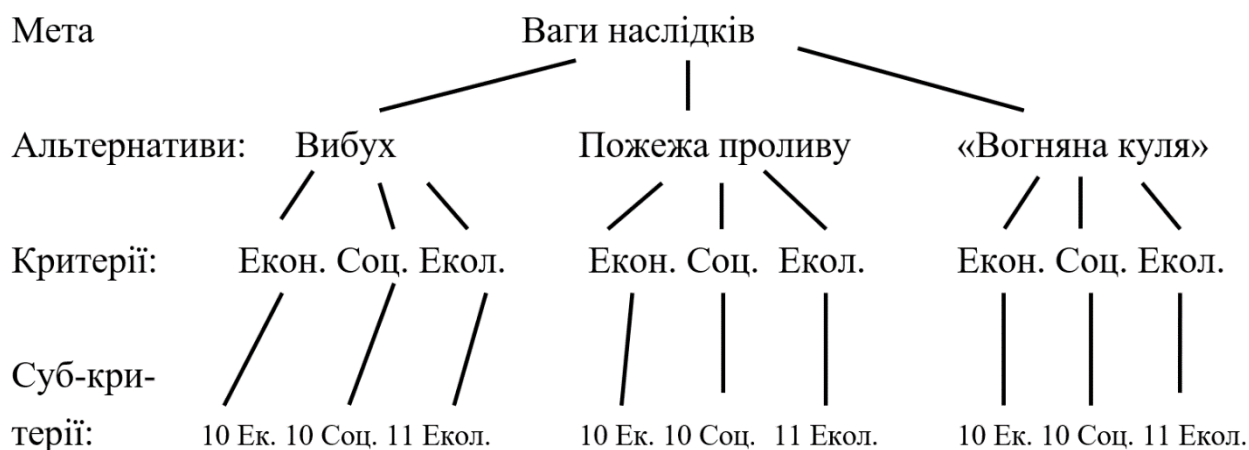 Мета Ваги наслідків
Альтернативи: Вибух Пожежа проливу «Вогняна куля»
Критерії: Екон. Соц. Екол. Екон. Соц. Екол. Екон. Соц. Екол.
Суб-кри-
терії: 10 Ек. 10 Соц. 11 Екол. 10 Ек. 10 Соц. 11 Екол. 10 Ек. 10 Соц. 11 Екол.